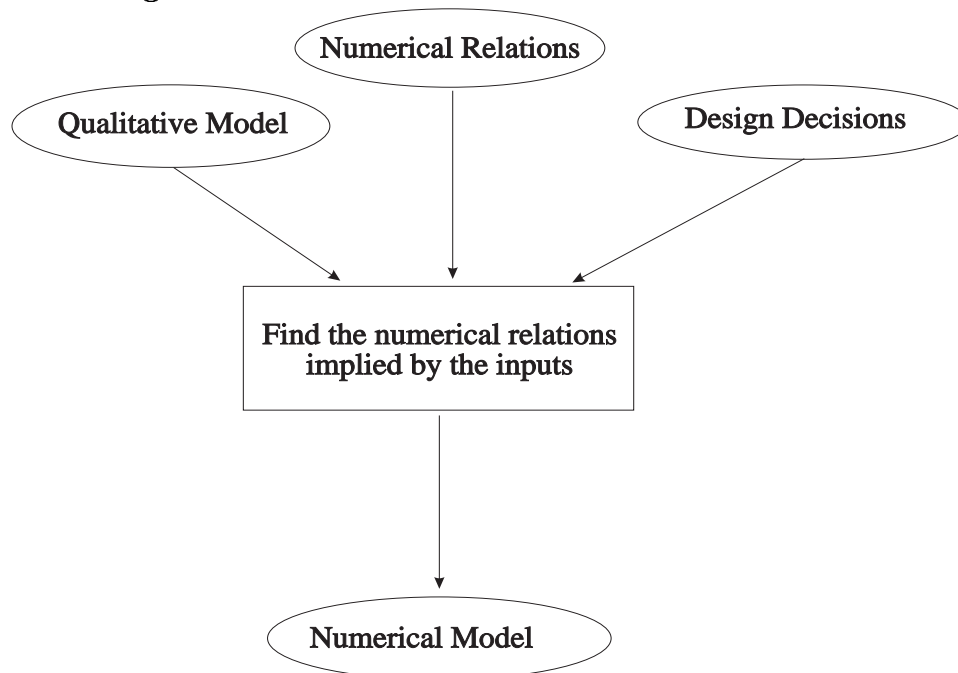 Numerical Relations
Qualitative Model
Design Decisions
Find the numerical relations
implied by the inputs
Numerical Model